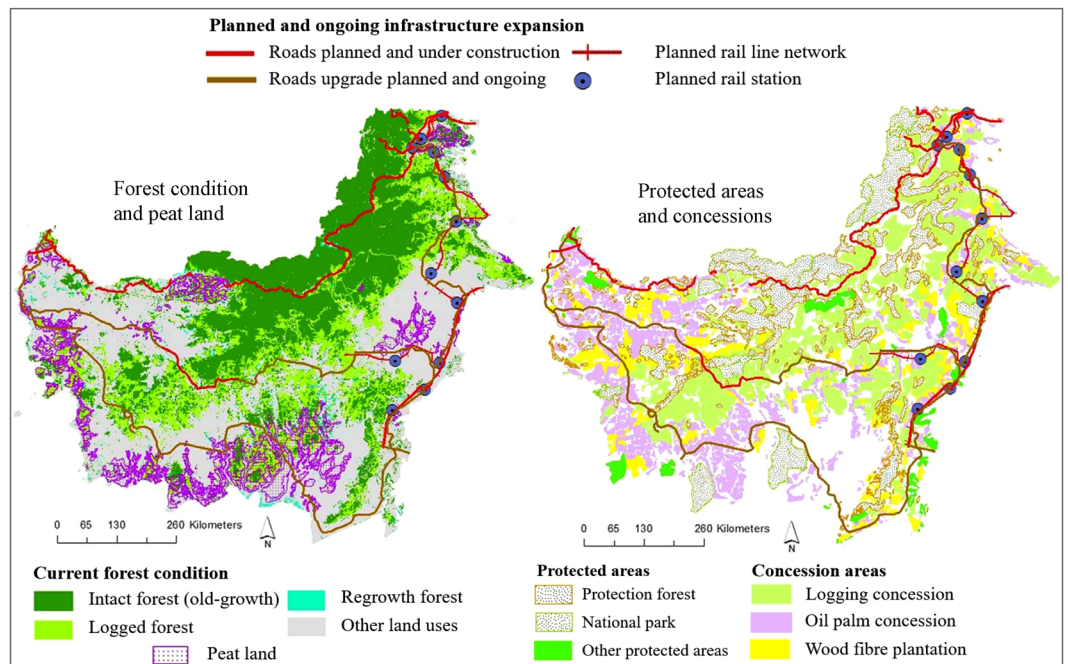 Planned and ongoing infrastructure expansion
Roads planned and under construction
Planned rail line network
Roads upgrade planned and ongoing
Planned rail station
Forest condition
and peat land
Protected areas
and concessions
0 65 130 260 Kilometers
N
0 65 130 260 Kilometers
N
Current forest condition
Intact forest (old-growth)
Regrowth forest
Logged forest
Other land uses
Peat land
Protected areas
Protection forest
National park
Other protected areas
Concession areas
Logging concession
Oil palm concession
Wood fibre plantation